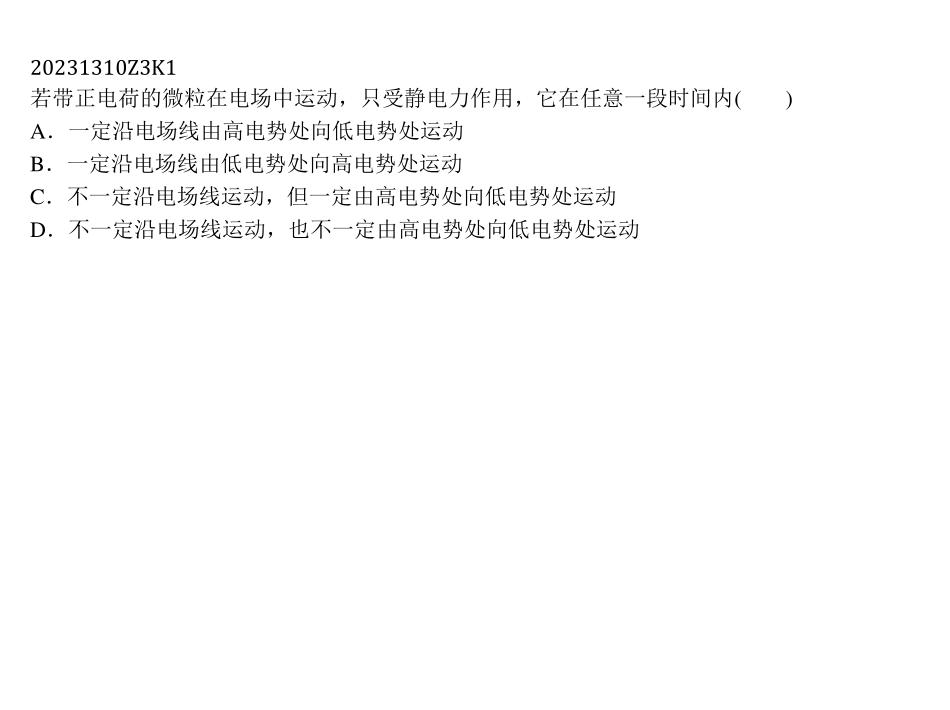 20231310Z3K1
若带正电荷的微粒在电场中运动，只受静电力作用，它在任意一段时间内(　　)
A．一定沿电场线由高电势处向低电势处运动
B．一定沿电场线由低电势处向高电势处运动
C．不一定沿电场线运动，但一定由高电势处向低电势处运动
D．不一定沿电场线运动，也不一定由高电势处向低电势处运动